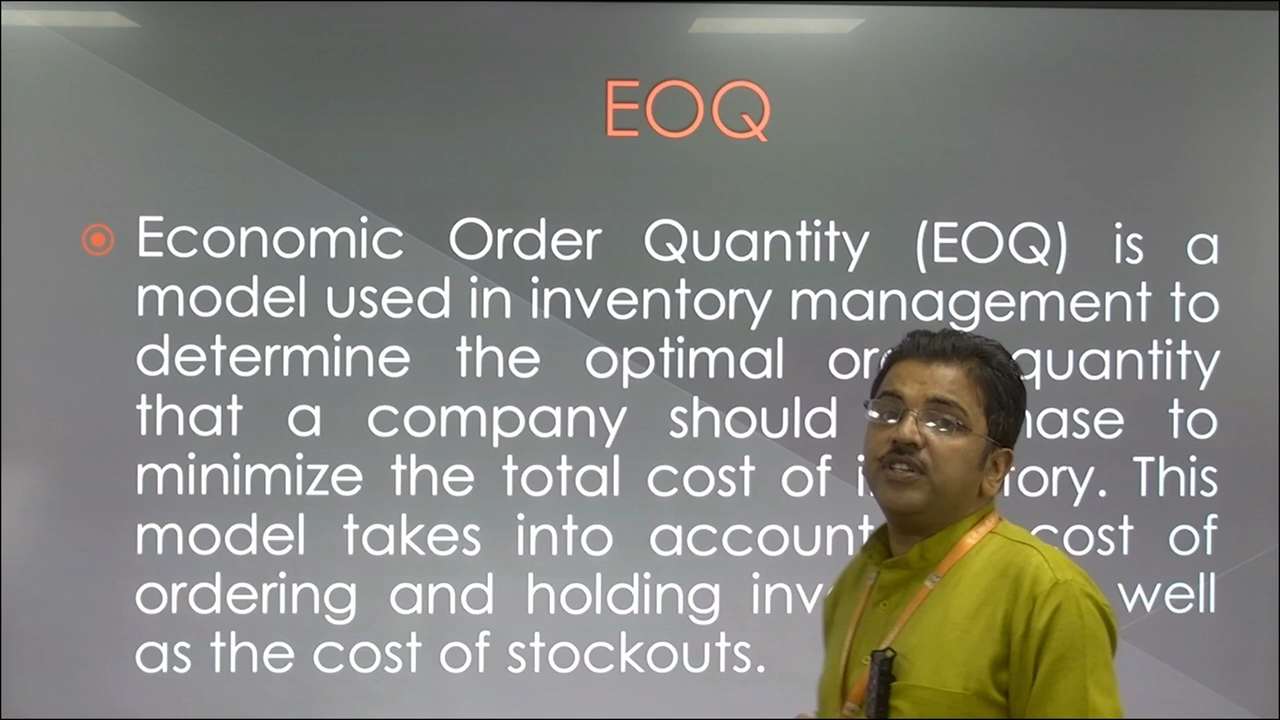 EOQ
Economic Order Quantity (EOQ) is a
model used in inventory management to
determine the optimal quantity
that a company should to
minimize the total cost of This
model takes into account cost of
ordering and holding well
as the cost of stockouts.